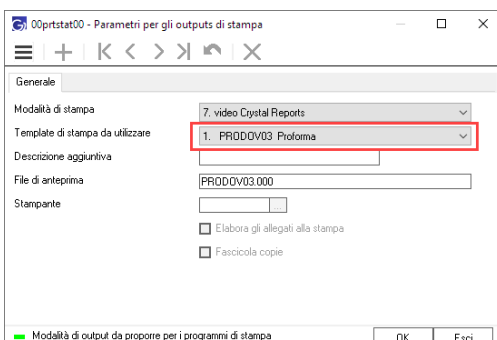 00prtstat00 - Parametri per gli outputs di stampa
Generale
Modalità di stampa 7. video Crystal Reports
Template di stampa da utilizzare 1. PRODOV03 Proforma
Descrizione aggiuntiva
File di anteprima PRODOV03.000
Stampante ...
Elabora gli allegati alla stampa
Fascicola copie
Modalità di output da proporre per i programmi di stampa OK Esci